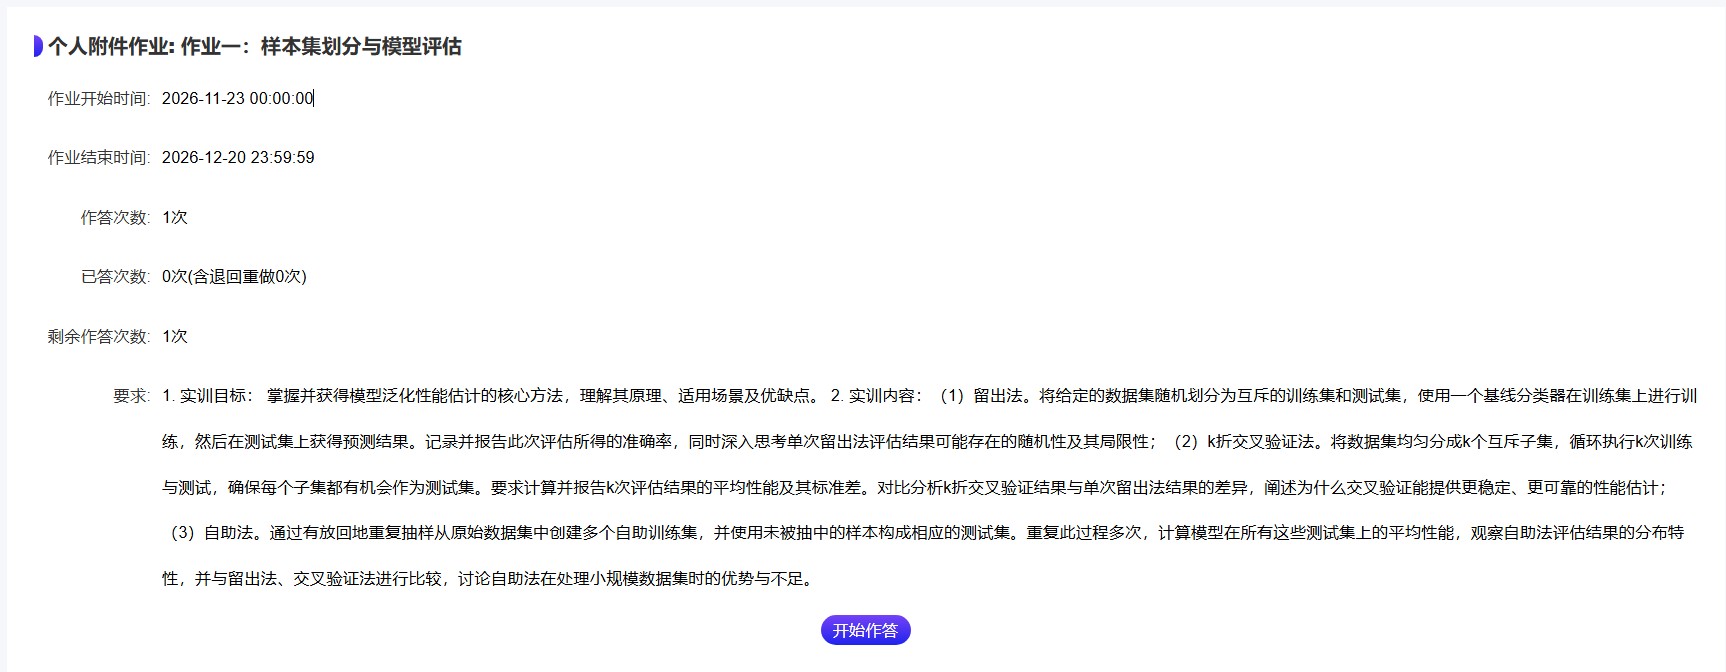 个人附件作业: 作业一：样本集划分与模型评估
作业开始时间: 2026-11-23 00:00:00
作业结束时间: 2026-12-20 23:59:59
作答次数: 1次
已答次数: 0次(含退回重做0次)
剩余作答次数: 1次
要求: 1. 实训目标： 掌握并获得模型泛化性能估计的核心方法，理解其原理、适用场景及优缺点。 2. 实训内容：（1）留出法。将给定的数据集随机划分为互斥的训练集和测试集，使用一个基线分类器在训练集上进行训
练，然后在测试集上获得预测结果。记录并报告此次评估所得的准确率，同时深入思考单次留出法评估结果可能存在的随机性及其局限性；（2）k折交叉验证法。将数据集均匀分成k个互斥子集，循环执行k次训练
与测试，确保每个子集都有机会作为测试集。要求计算并报告k次评估结果的平均性能及其标准差。对比分析k折交叉验证结果与单次留出法结果的差异，阐述为什么交叉验证能提供更稳定、更可靠的性能估计；
（3）自助法。通过有放回地重复抽样从原始数据集中创建多个自助训练集，并使用未被抽中的样本构成相应的测试集。重复此过程多次，计算模型在所有这些测试集上的平均性能，观察自助法评估结果的分布特
性，并与留出法、交叉验证法进行比较，讨论自助法在处理小规模数据集时的优势与不足。
开始作答